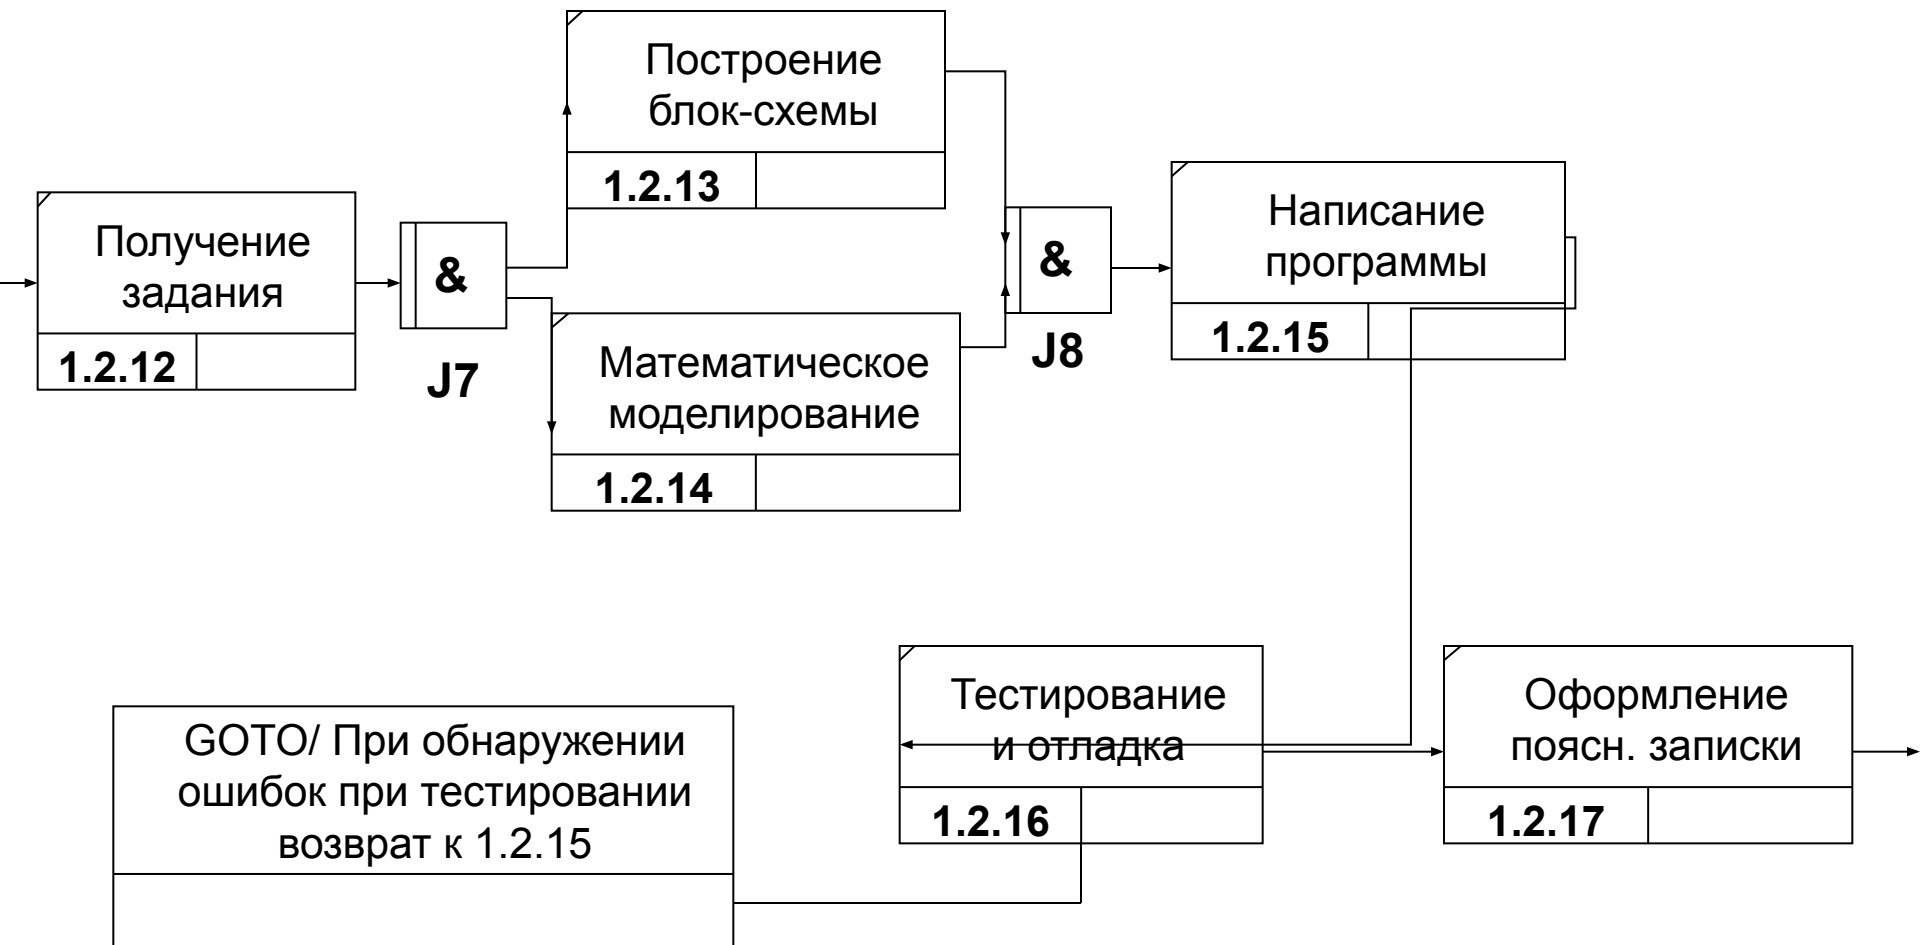 Построение
блок-схемы
1.2.13
Получение
задания
1.2.12
&
J7
Математическое
моделирование
1.2.14
&
J8
Написание
программы
1.2.15
Тестирование
и отладка
1.2.16
Оформление
поясн. записки
1.2.17
GOTO/ При обнаружении
ошибок при тестировании
возврат к 1.2.15